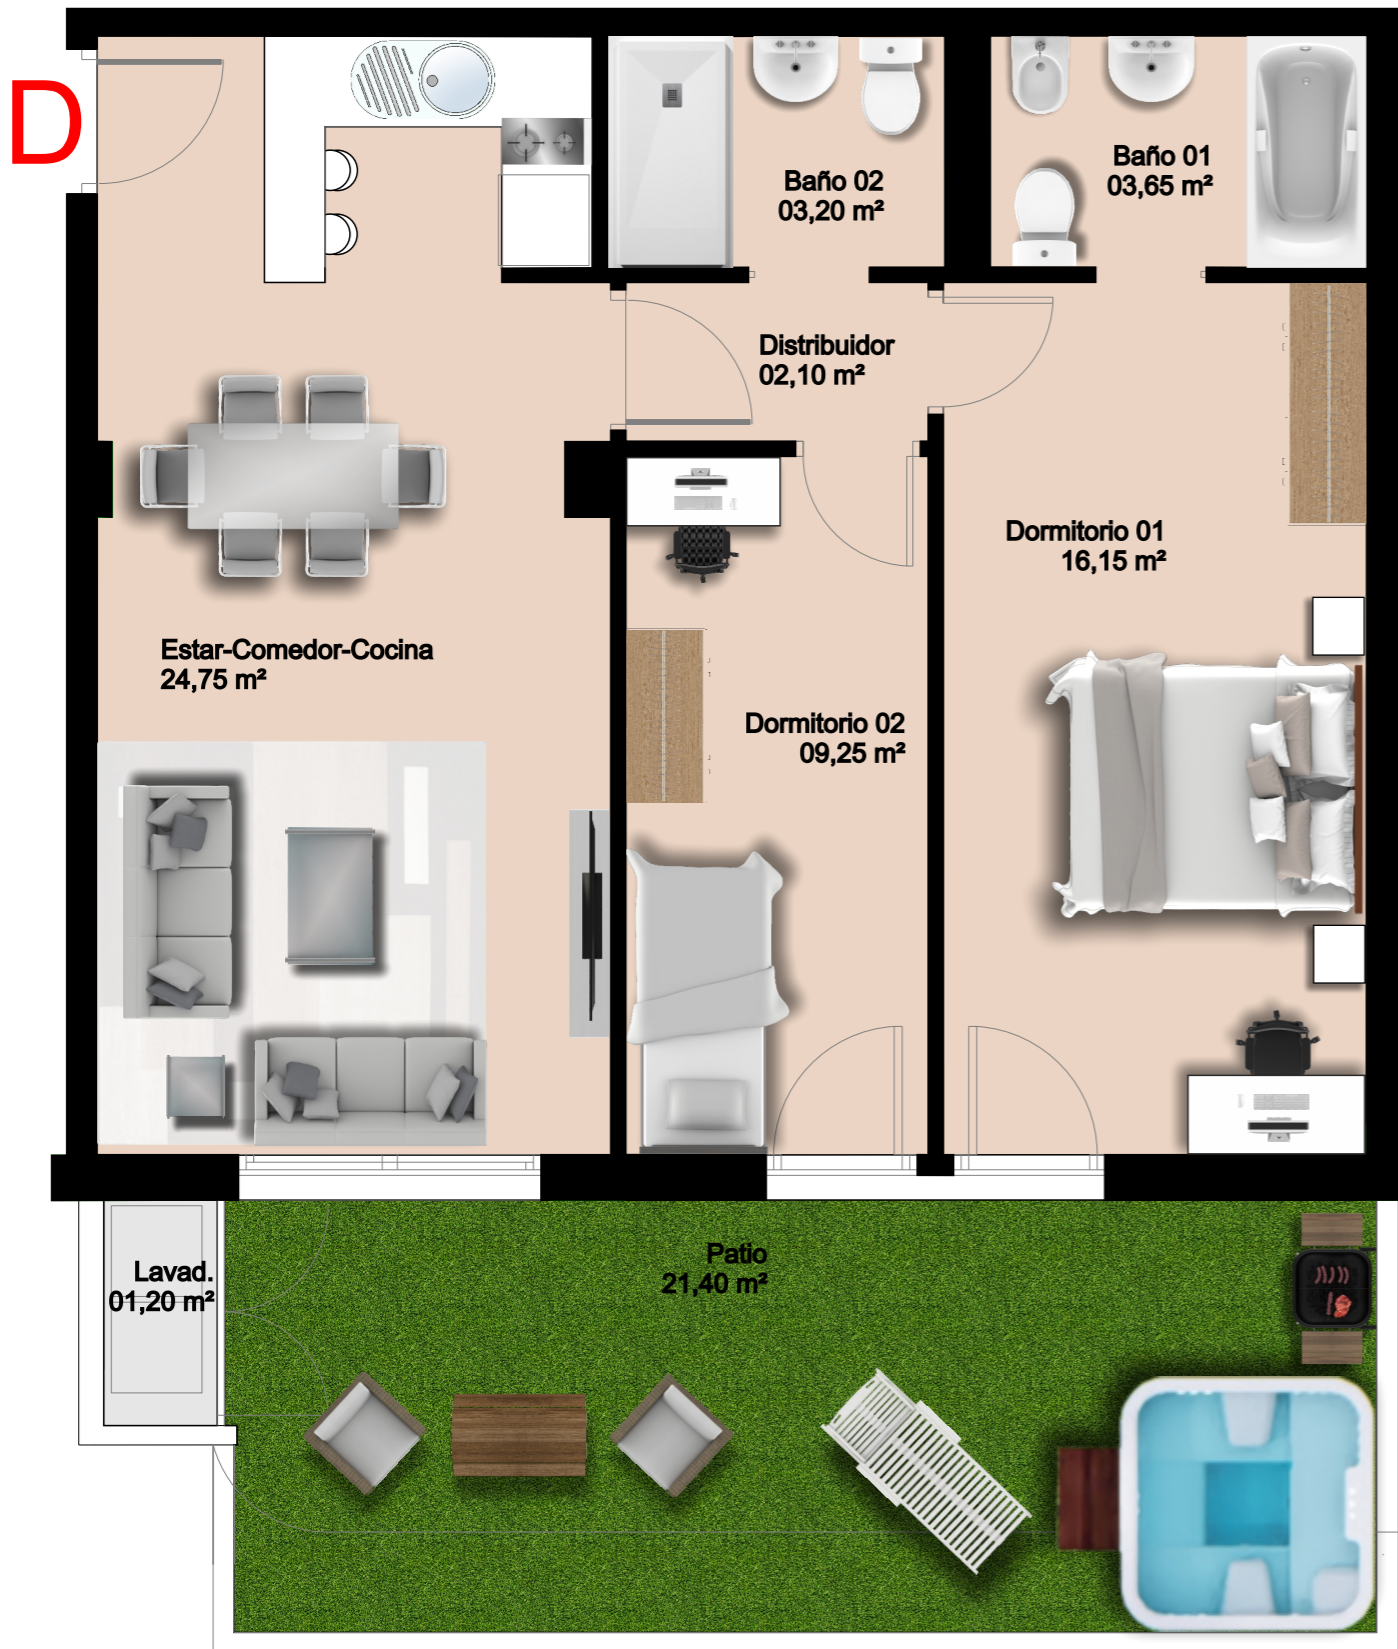 D
Baño 02
03,20 m²
Baño 01
03,65 m²
Distribuidor
02,10 m²
Dormitorio 01
16,15 m²
Estar-Comedor-Cocina
24,75 m²
Dormitorio 02
09,25 m²
Lavad.
01,20 m²
Patio
21,40 m²